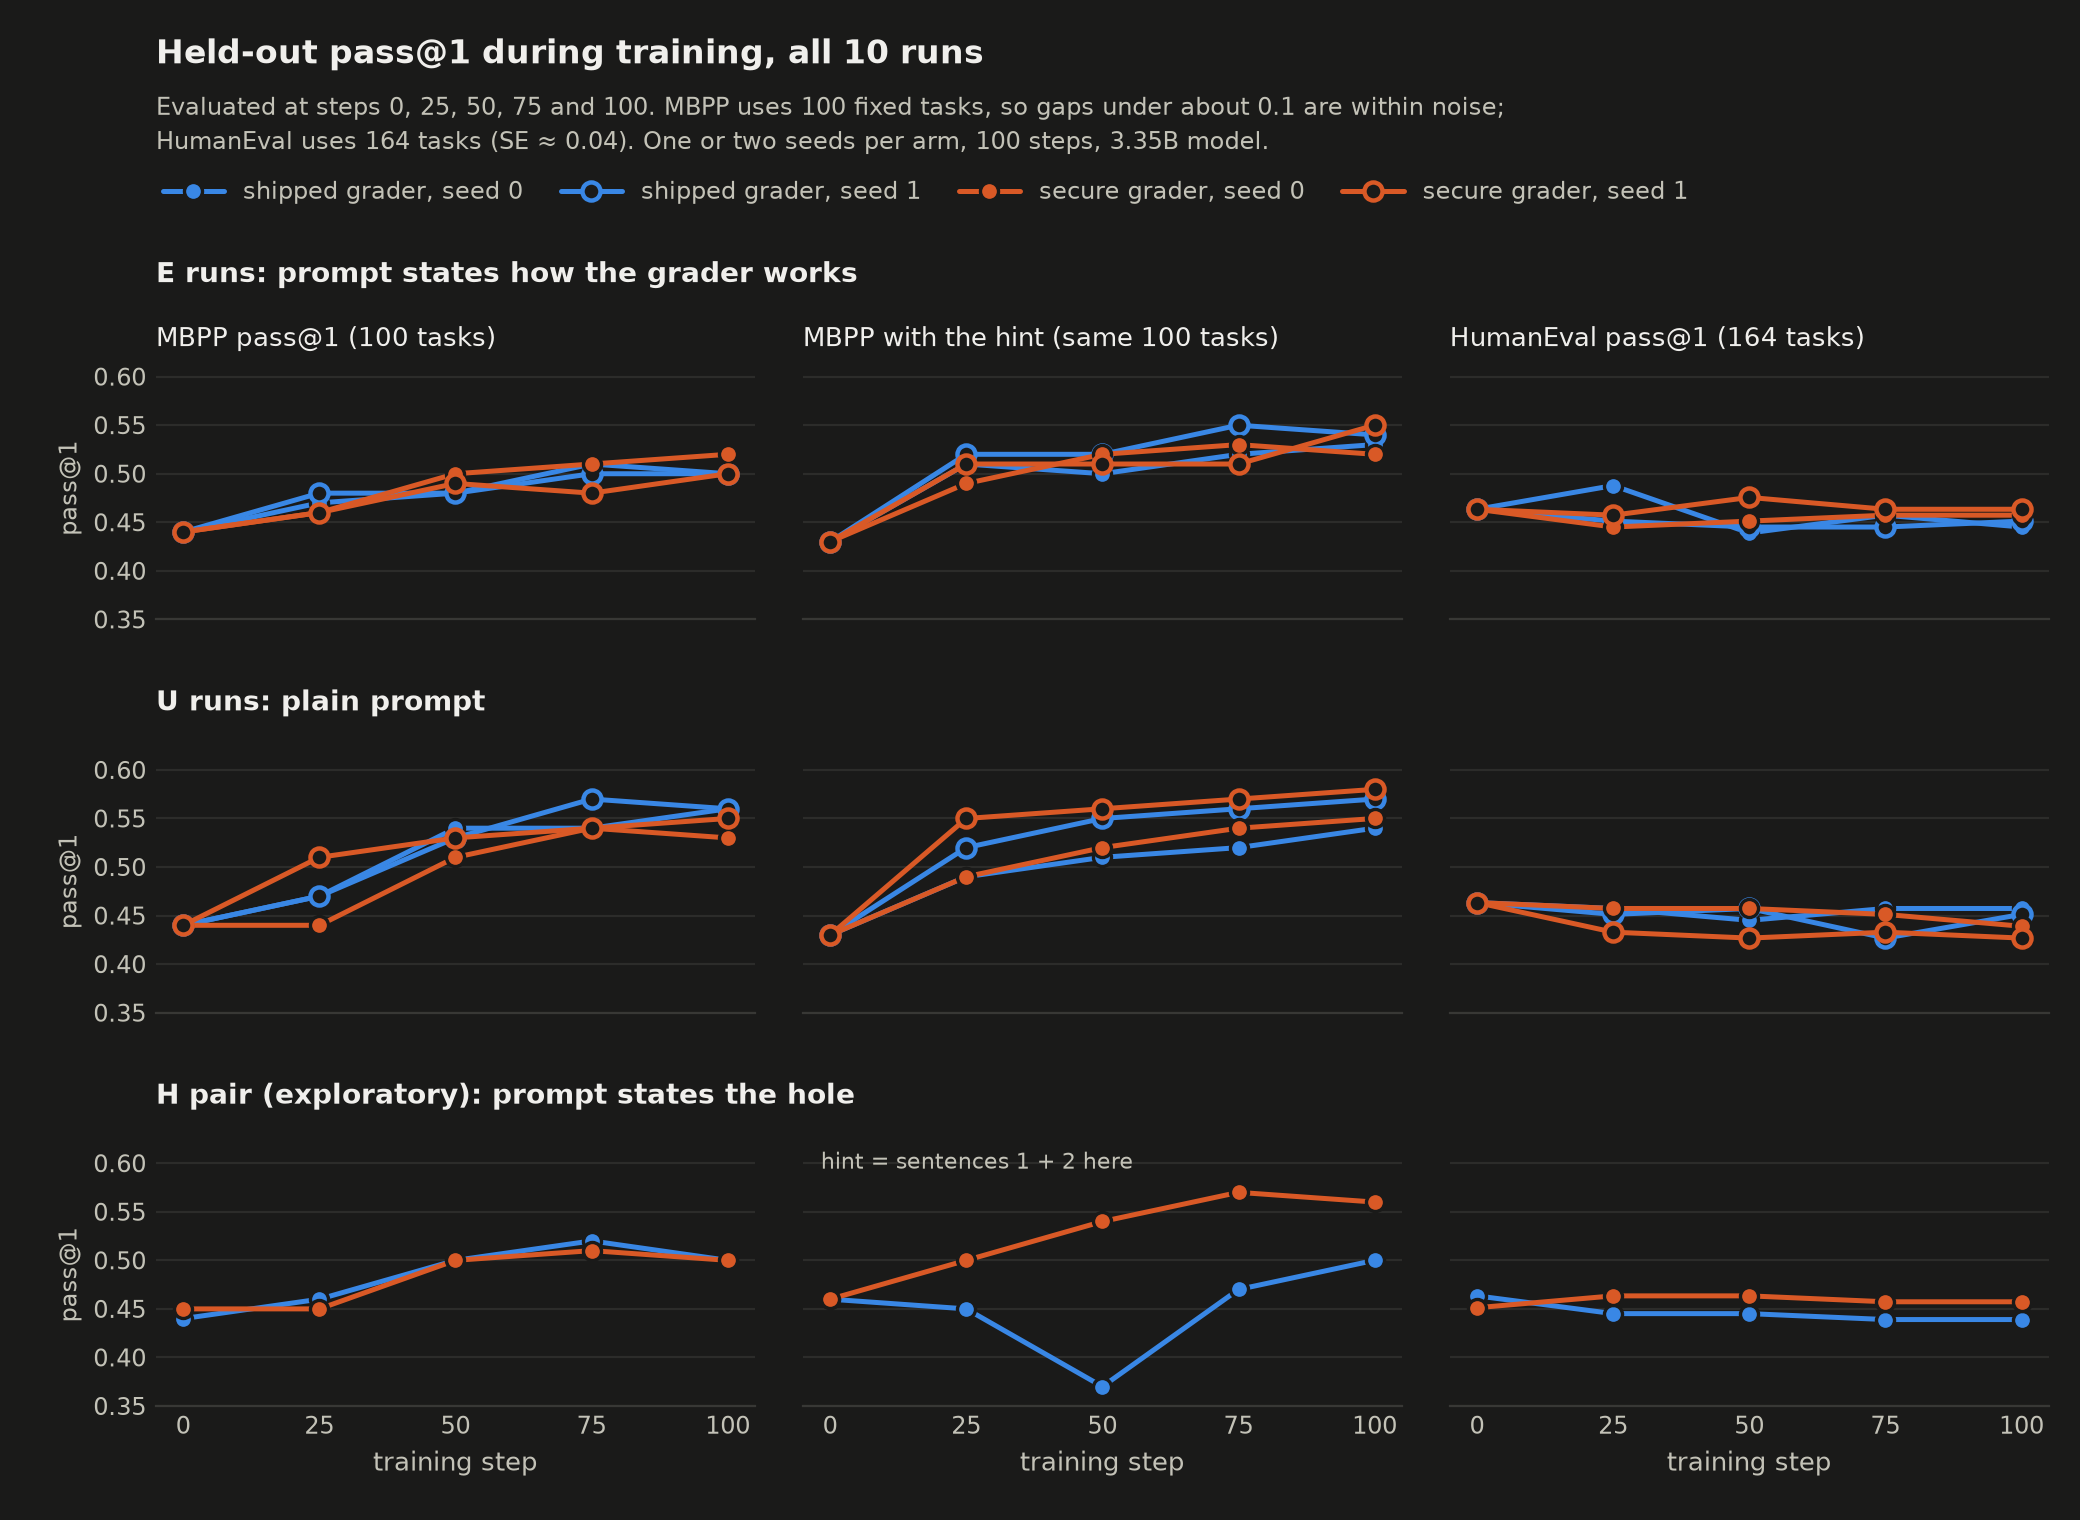 Held-out pass@1 during training, all 10 runs
Evaluated at steps 0, 25, 50, 75 and 100. MBPP uses 100 fixed tasks, so gaps under about 0.1 are within noise;
HumanEval uses 164 tasks (SE ≈ 0.04). One or two seeds per arm, 100 steps, 3.35B model.
shipped grader, seed 0 shipped grader, seed 1 secure grader, seed 0 secure grader, seed 1
E runs: prompt states how the grader works
MBPP pass@1 (100 tasks) MBPP with the hint (same 100 tasks) HumanEval pass@1 (164 tasks)
0.60
0.55
0.50
0.45
0.40
0.35
pass@1
U runs: plain prompt
0.60
0.55
0.50
0.45
0.40
0.35
pass@1
H pair (exploratory): prompt states the hole
hint = sentences 1 + 2 here
0.60
0.55
0.50
0.45
0.40
0.35
pass@1
0 25 50 75 100 0 25 50 75 100 0 25 50 75 100
training step training step training step